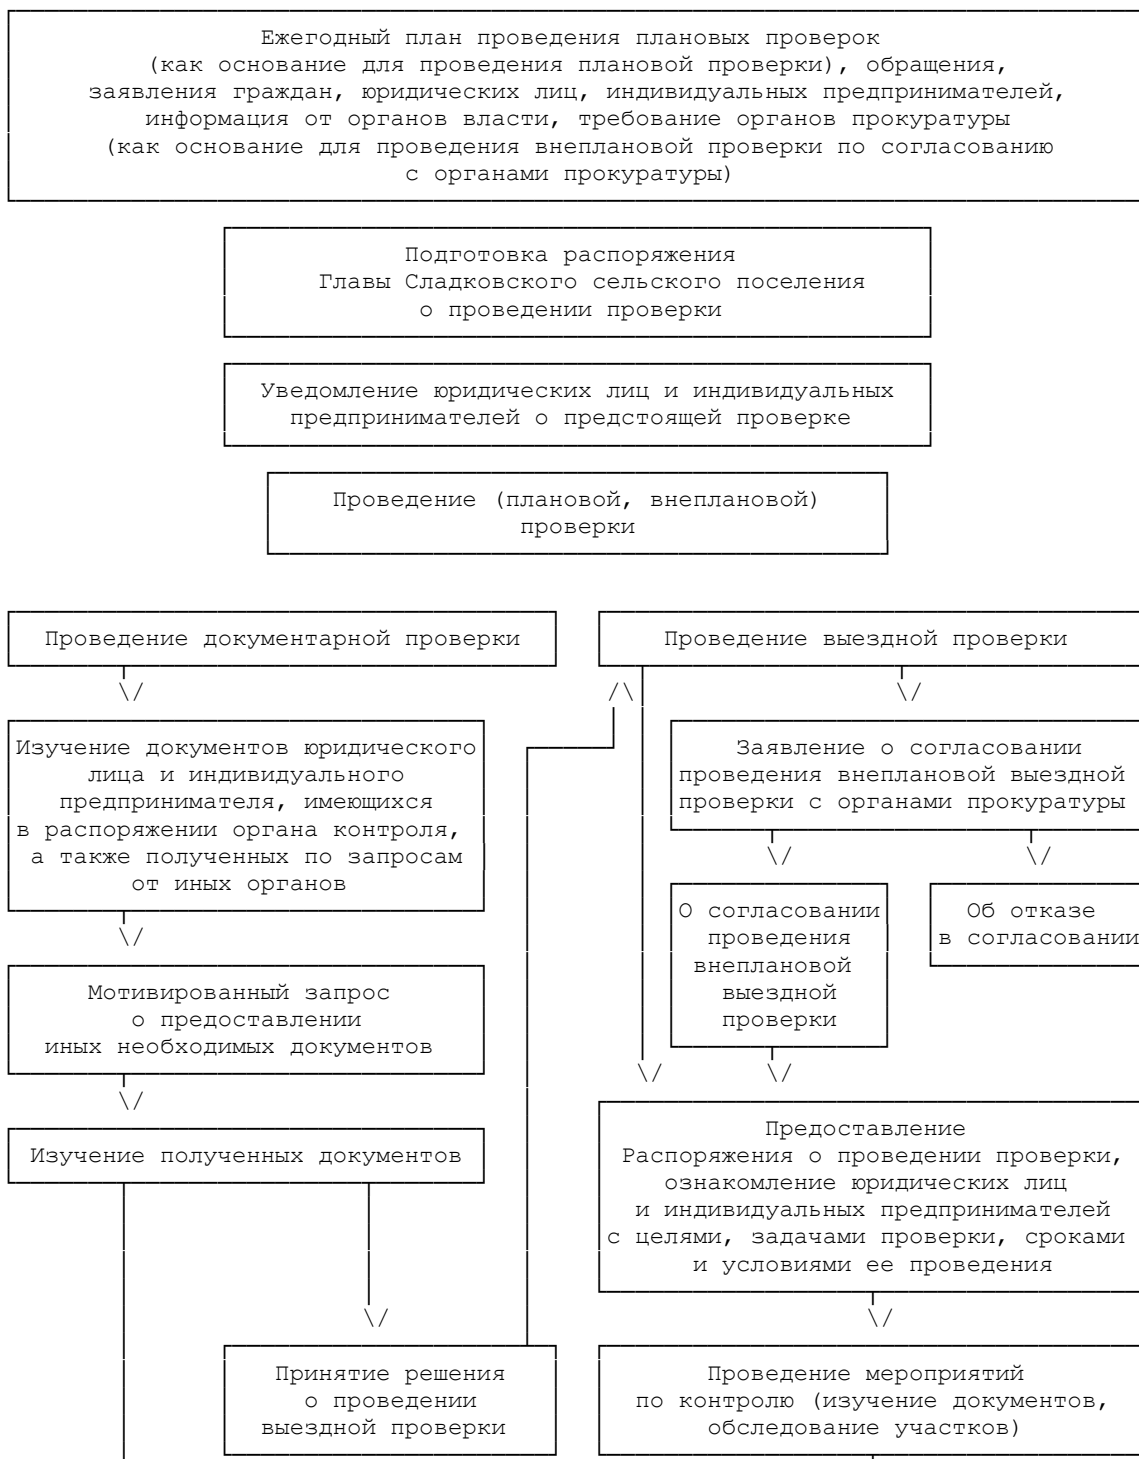 Ежегодный план проведения плановых проверок
(как основание для проведения плановой проверки), обращения,
заявления граждан, юридических лиц, индивидуальных предпринимателей,
информация от органов власти, требование органов прокуратуры
(как основание для проведения внеплановой проверки по согласованию
с органами прокуратуры)
Подготовка распоряжения
Главы Сладковского сельского поселения
о проведении проверки
Уведомление юридических лиц и индивидуальных
предпринимателей о предстоящей проверке
Проведение (плановой, внеплановой)
проверки
Проведение документарной проверки
Изучение документов юридического
лица и индивидуального
предпринимателя, имеющихся
в распоряжении органа контроля,
а также полученных по запросам
от иных органов
Мотивированный запрос
о предоставлении
иных необходимых документов
Изучение полученных документов
Принятие решения
о проведении
выездной проверки
Проведение выездной проверки
Заявление о согласовании
проведения внеплановой выездной
проверки с органами прокуратуры
О согласовании
проведения
внеплановой
выездной
проверки
Об отказе
в согласовании
Предоставление
Распоряжения о проведении проверки,
ознакомление юридических лиц
и индивидуальных предпринимателей
с целями, задачами проверки, сроками
и условиями ее проведения
Проведение мероприятий
по контролю (изучение документов,
обследование участков)